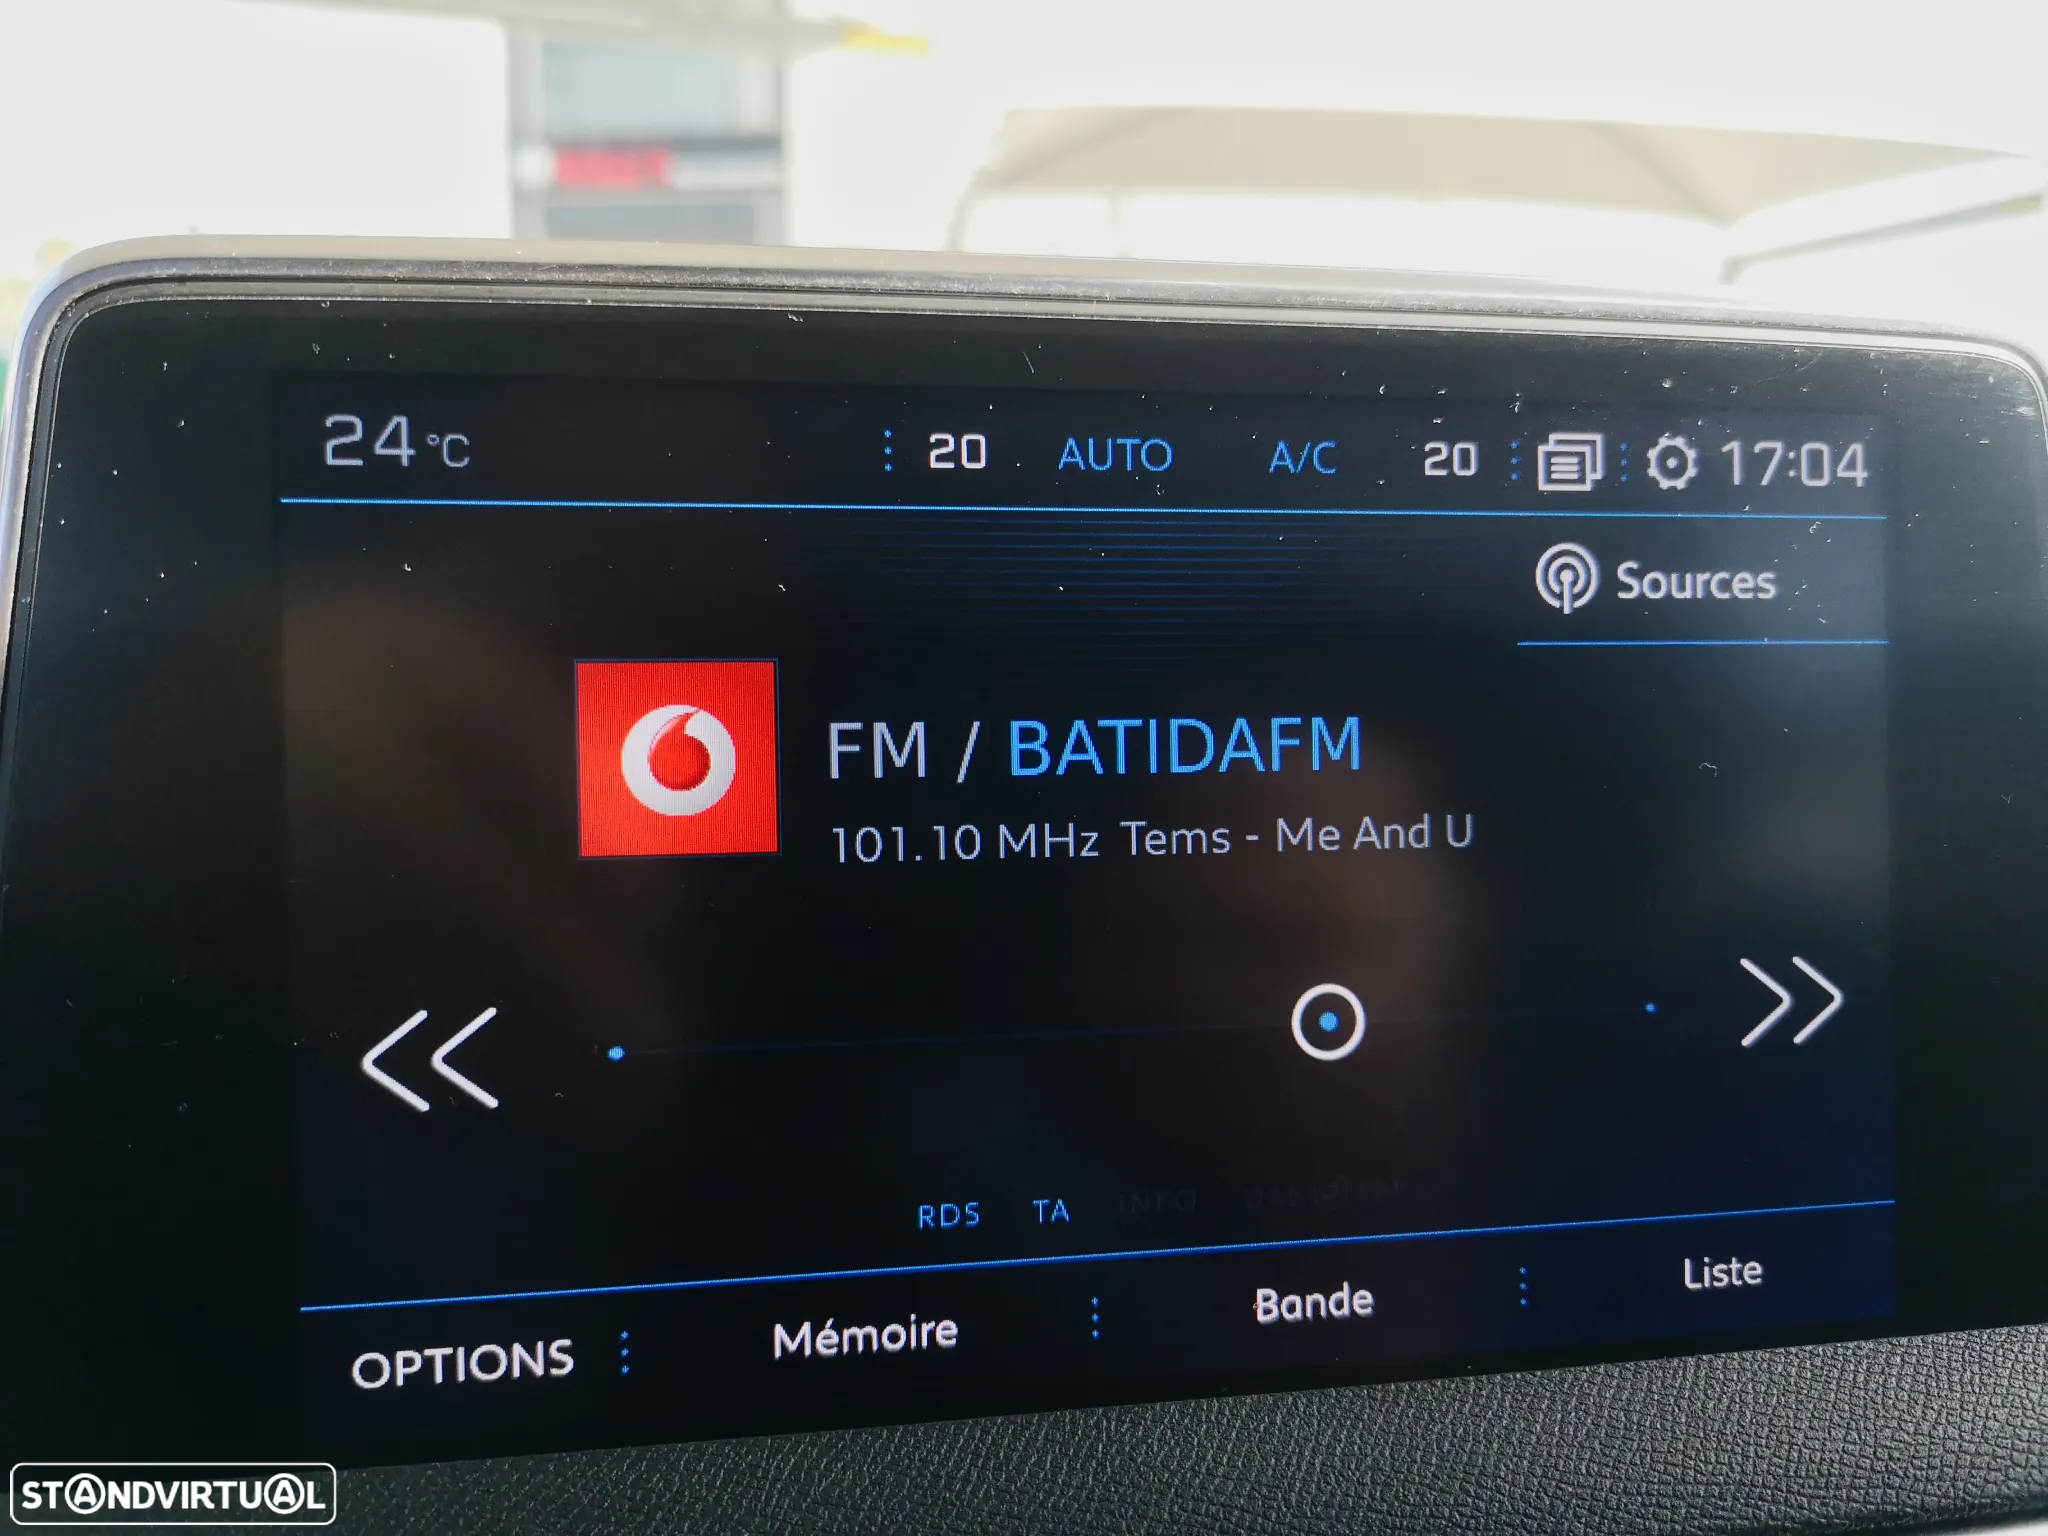 24°C 20 AUTO A/C 20 17:04
Sources
FM / BATIDAFM
101.10 MHz Tems - Me And U
RDS TA INFO
OPTIONS Mémoire Bande Liste
STANDVIRTUAL